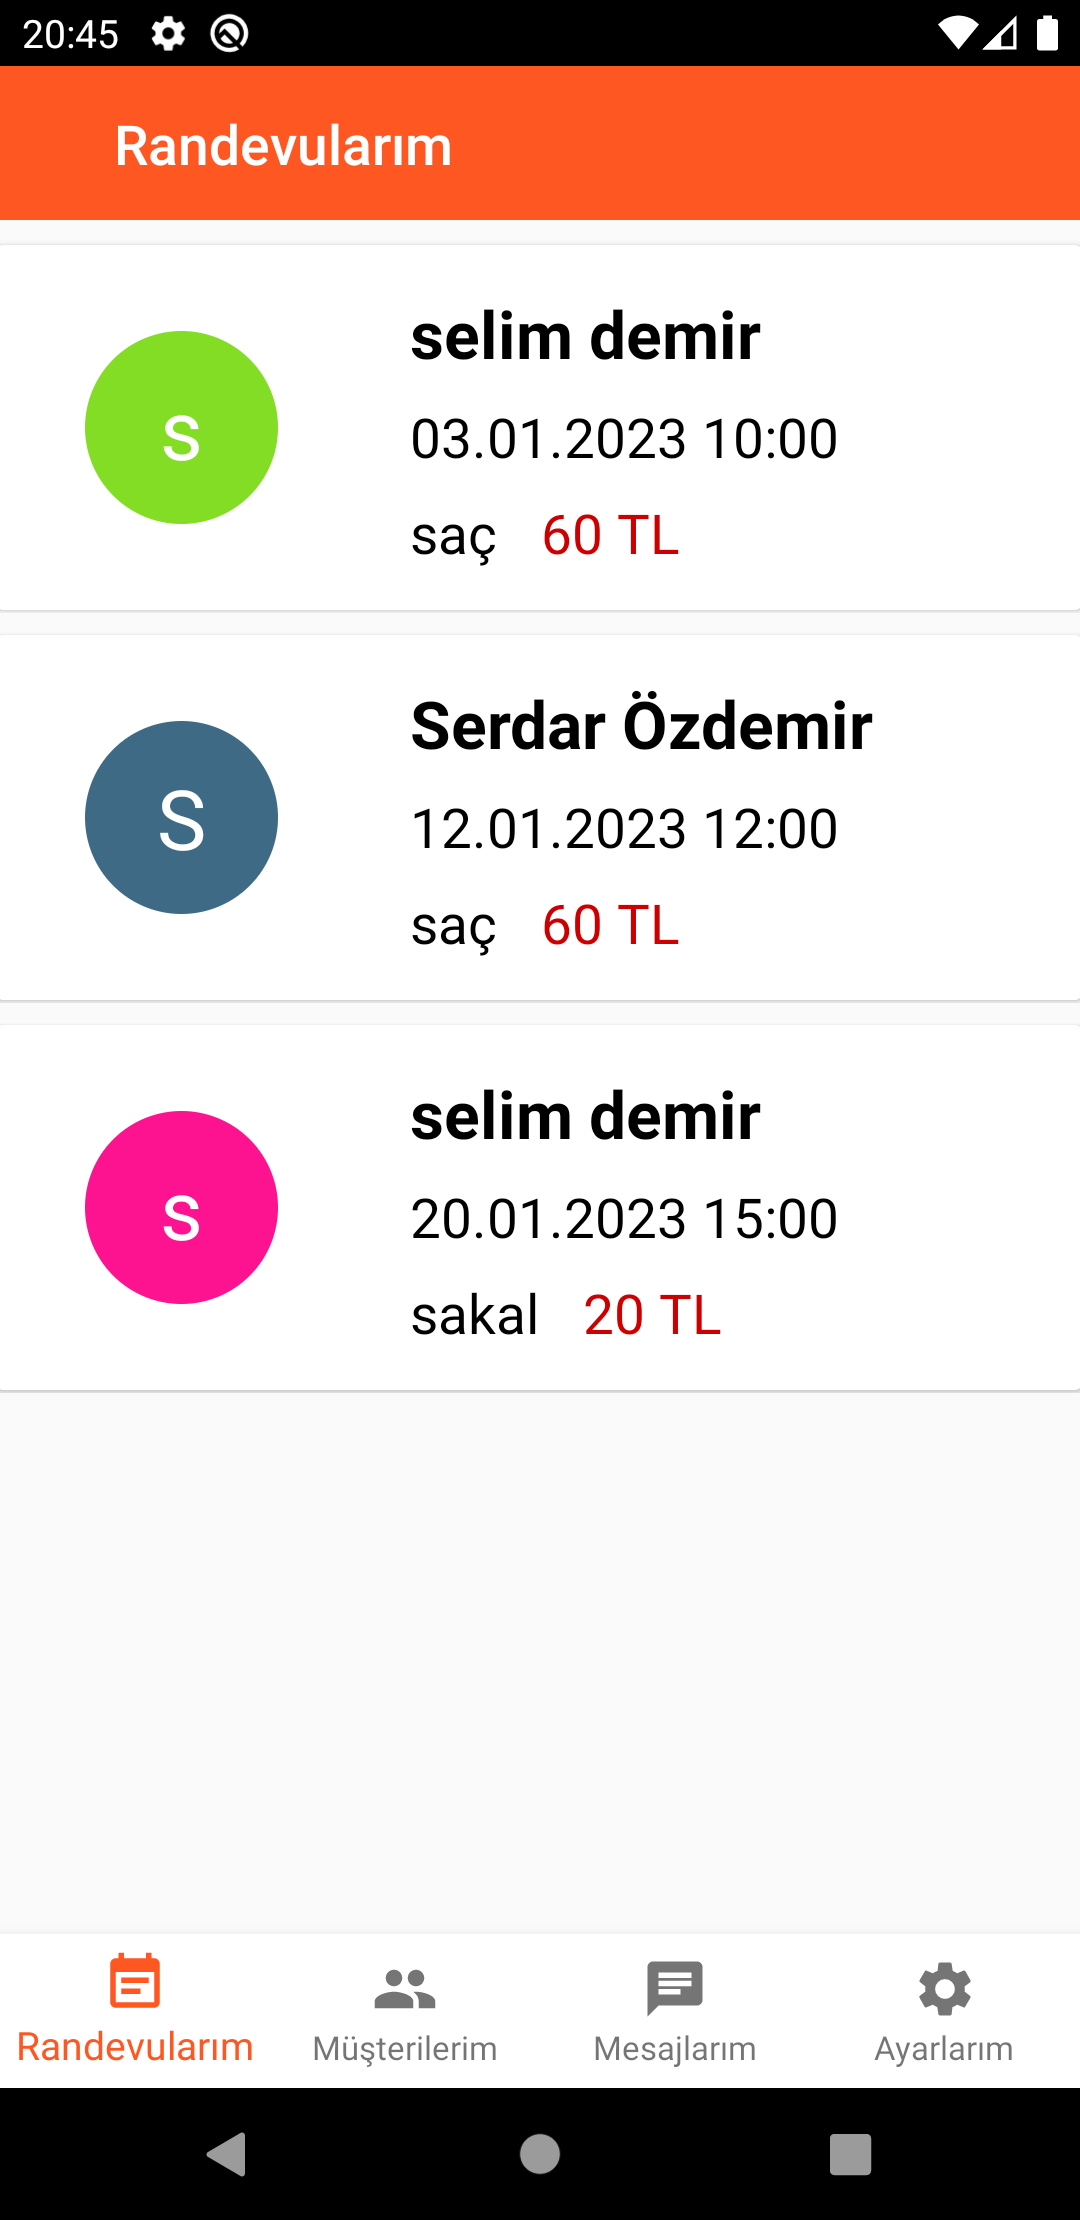 20:45
Randevularım
s
selim demir
03.01.2023 10:00
saç 60 TL
S
Serdar Özdemir
12.01.2023 12:00
saç 60 TL
s
selim demir
20.01.2023 15:00
sakal 20 TL
Randevularım Müşterilerim Mesajlarım Ayarlarım